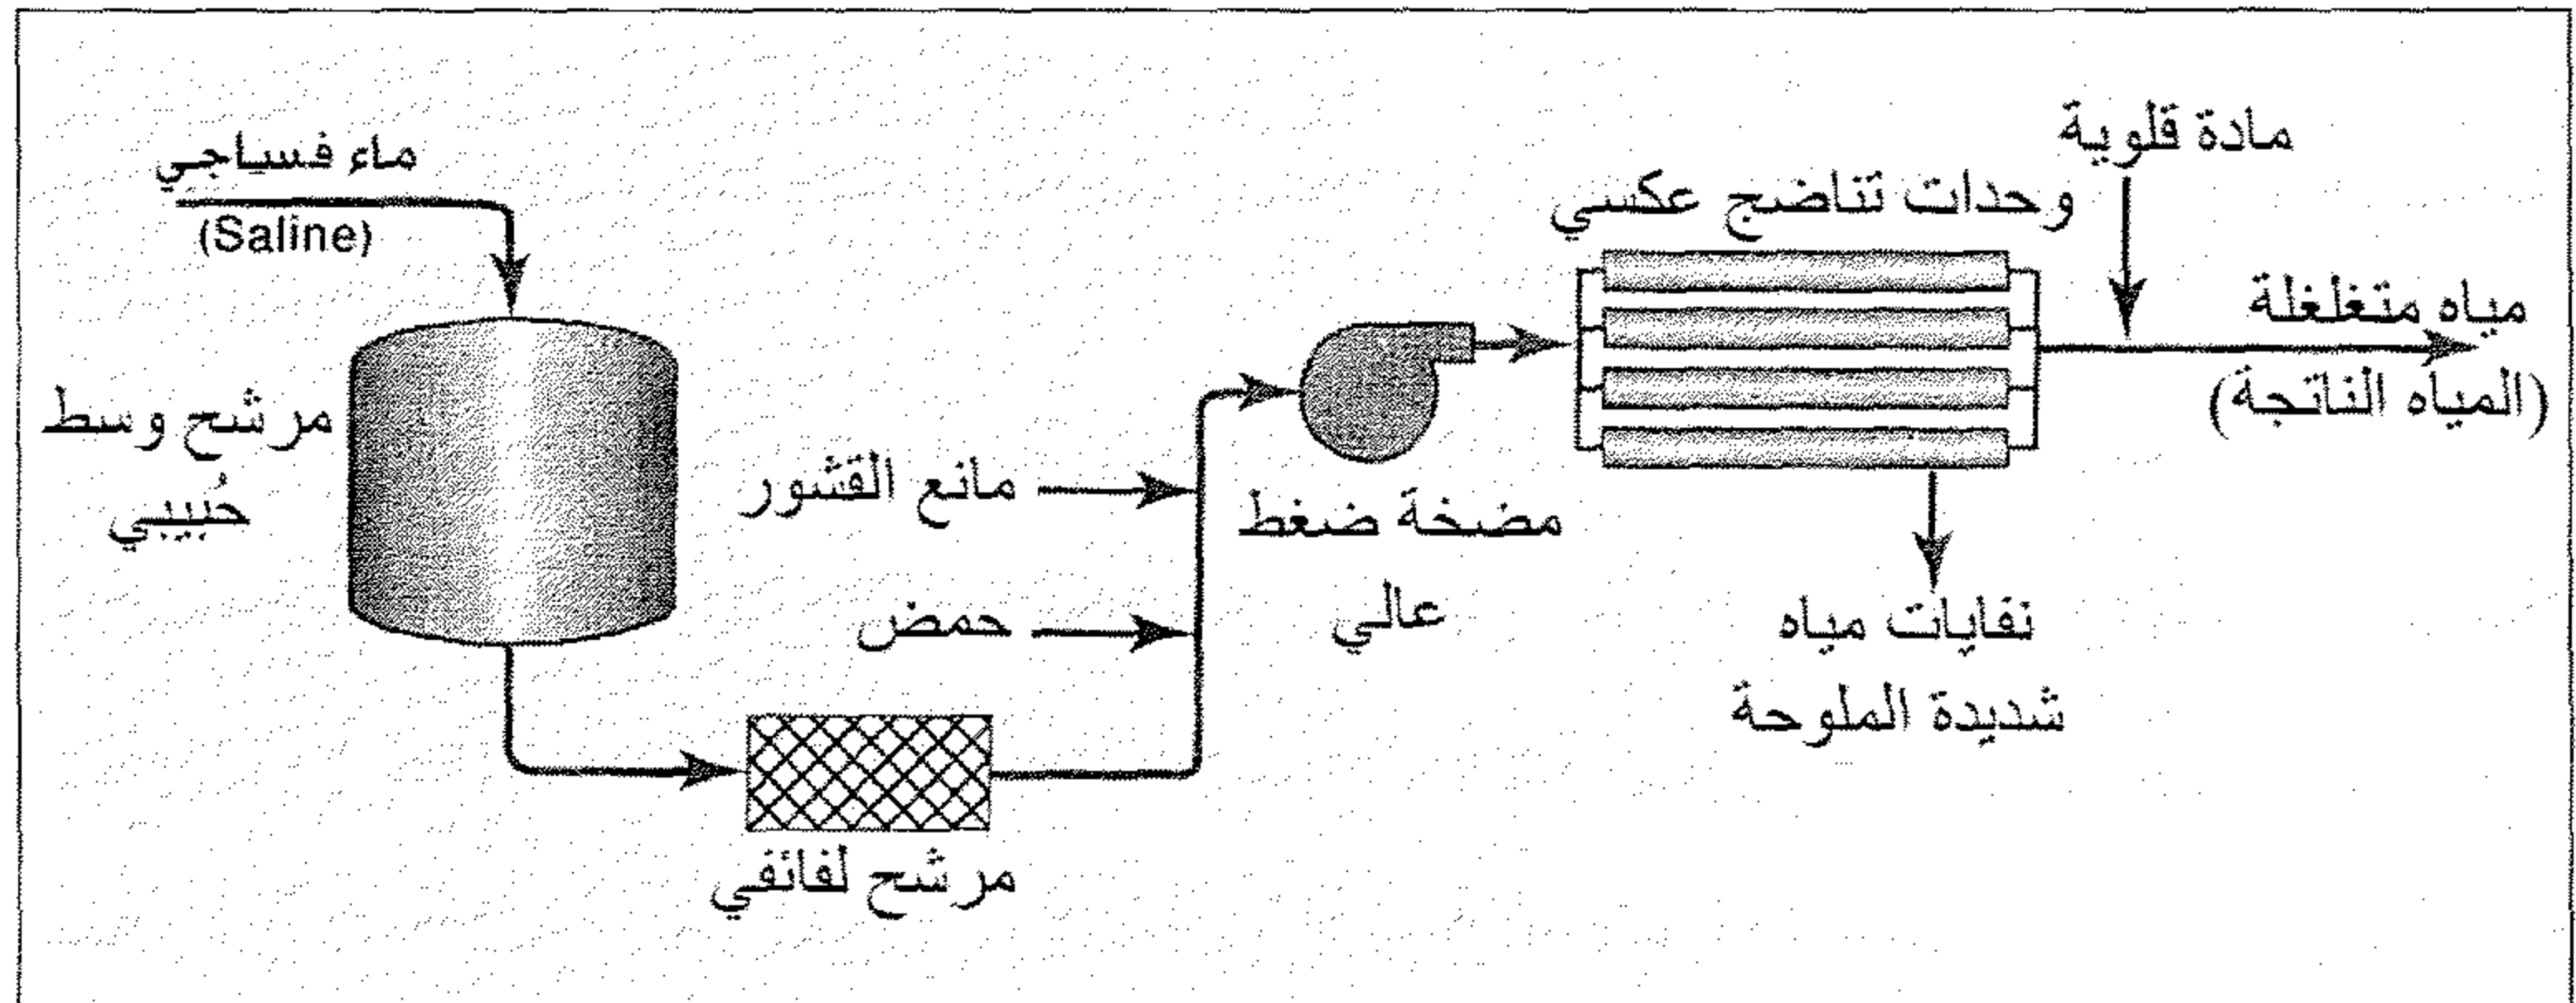 ماء فسياجي
(Saline)
مرشح وسط
حُبيبي
مرشح لفائفي
مانع القشور
حمض
مضخة ضغط
عالي
وحدات تناضج عكسي
مادة قلوية
مياه متغلغلة
(المياه الناتجة)
نفايات مياه
شديدة الملوحة